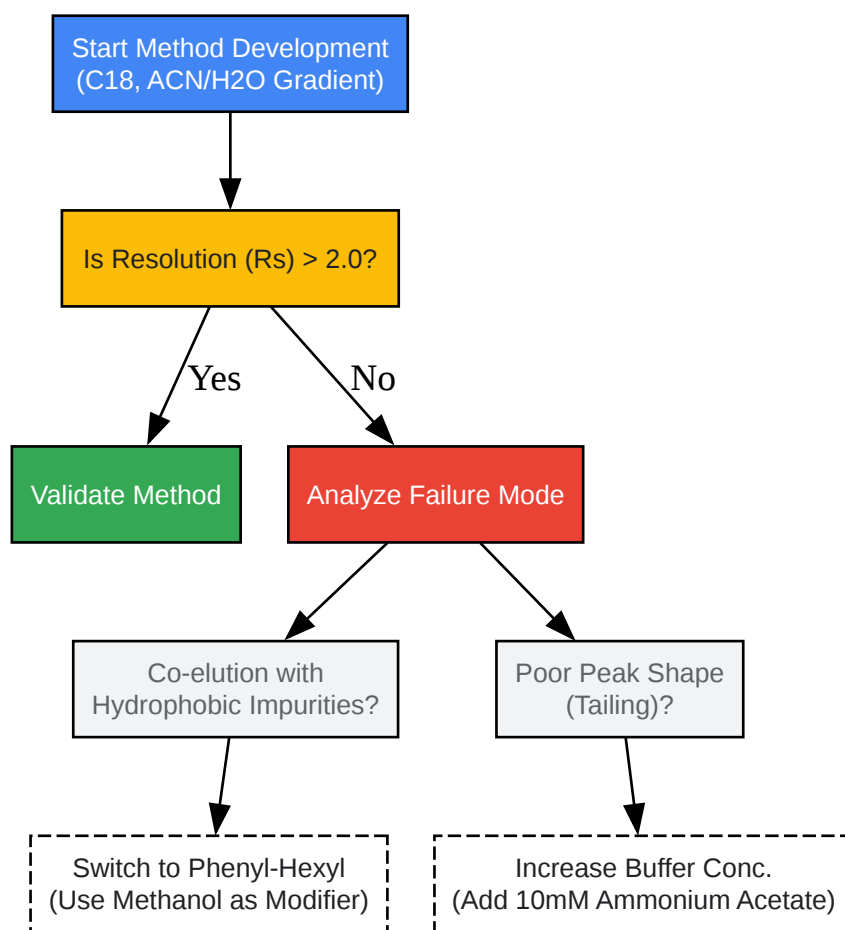 Start Method Development
(C18, ACN/H2O Gradient)
Is Resolution (Rs) > 2.0?
Yes
No
Validate Method
Analyze Failure Mode
Co-elution with
Hydrophobic Impurities?
Poor Peak Shape
(Tailing)?
Switch to Phenyl-Hexyl
(Use Methanol as Modifier)
Increase Buffer Conc.
(Add 10mM Ammonium Acetate)